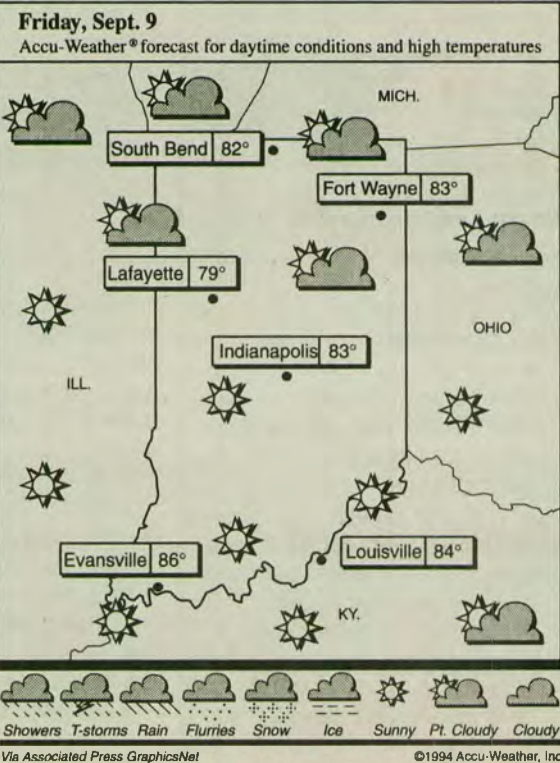 Friday, Sept. 9
Accu-Weather® forecast for daytime conditions and high temperatures
MICH.
South Bend 82°
Fort Wayne 83°
Lafayette 79°
OHIO
Indianapolis 83°
ILL.
Evansville 86°
Louisville 84°
KY.
Showers T-storms Rain Flurries Snow Ice Sunny Pt. Cloudy Cloudy
Via Associated Press GraphicsNet ©1994 Accu-Weather, Inc